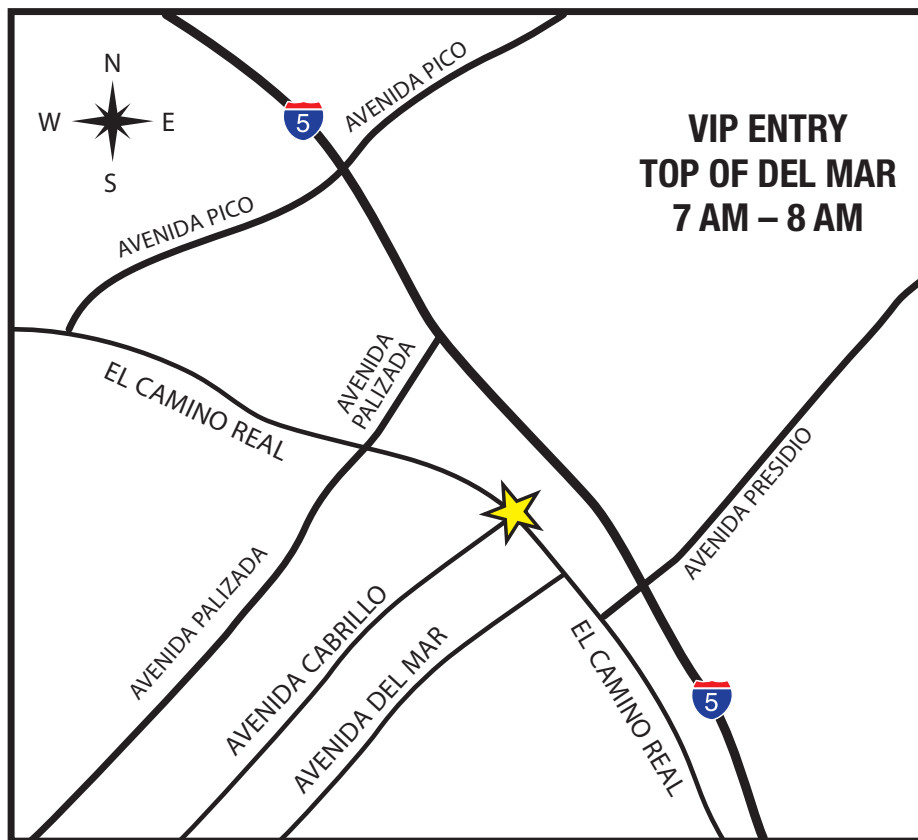 N
W
E
S
5
AVENIDA PICO
VIP ENTRY
TOP OF DEL MAR
7 AM – 8 AM
AVENIDA PICO
EL CAMINO REAL
AVENIDA
PALIZADA
AVENIDA PRESIDIO
AVENIDA PALIZADA
AVENIDA CABRILLO
AVENIDA DEL MAR
EL CAMINO REAL
5